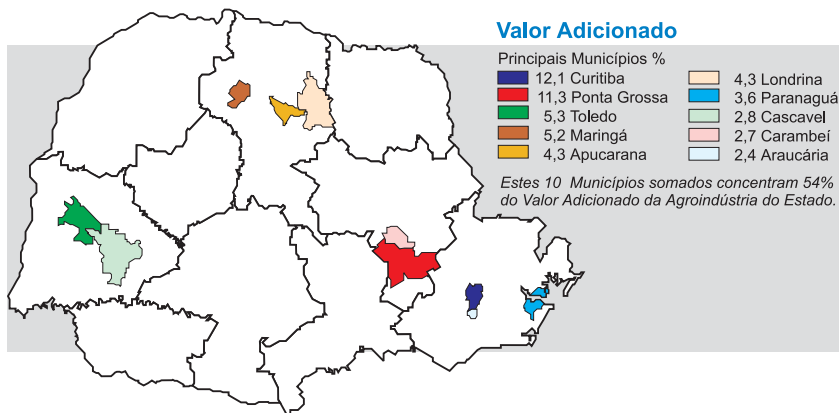 Valor Adicionado
Principais Municípios %
12,1 Curitiba
11,3 Ponta Grossa
5,3 Toledo
5,2 Maringá
4,3 Apucarana
4,3 Londrina
3,6 Paranaguá
2,8 Cascavel
2,7 Carambeí
2,4 Araucária
Estes 10 Municípios somados concentram 54%
do Valor Adicionado da Agroindústria do Estado.